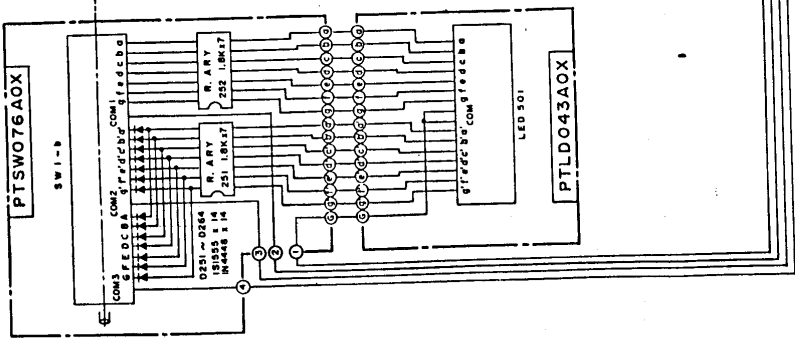 PTSW076A0X
SW1-b
a
b
c
d
e
f
g
COM1
a'
b'
c'
d'
e'
f'
g'
COM2
A
B
C
D
E
F
G
COM3
R. ARY
252 1.8K×7
R. ARY
251 1.8K×7
D251 ~ D264
1S1555 x 14
IN4448 x 14
a
b
c
d
e
f
g
a'
b'
c'
d'
e'
f'
g'
G
3
2
1
4
a
b
c
d
e
f
g
a'
b'
c'
d'
e'
f'
g'
G
a
b
c
d
e
f
g
COM
a'
b'
c'
d'
e'
f'
g'
LED 501
PTLD043A0X